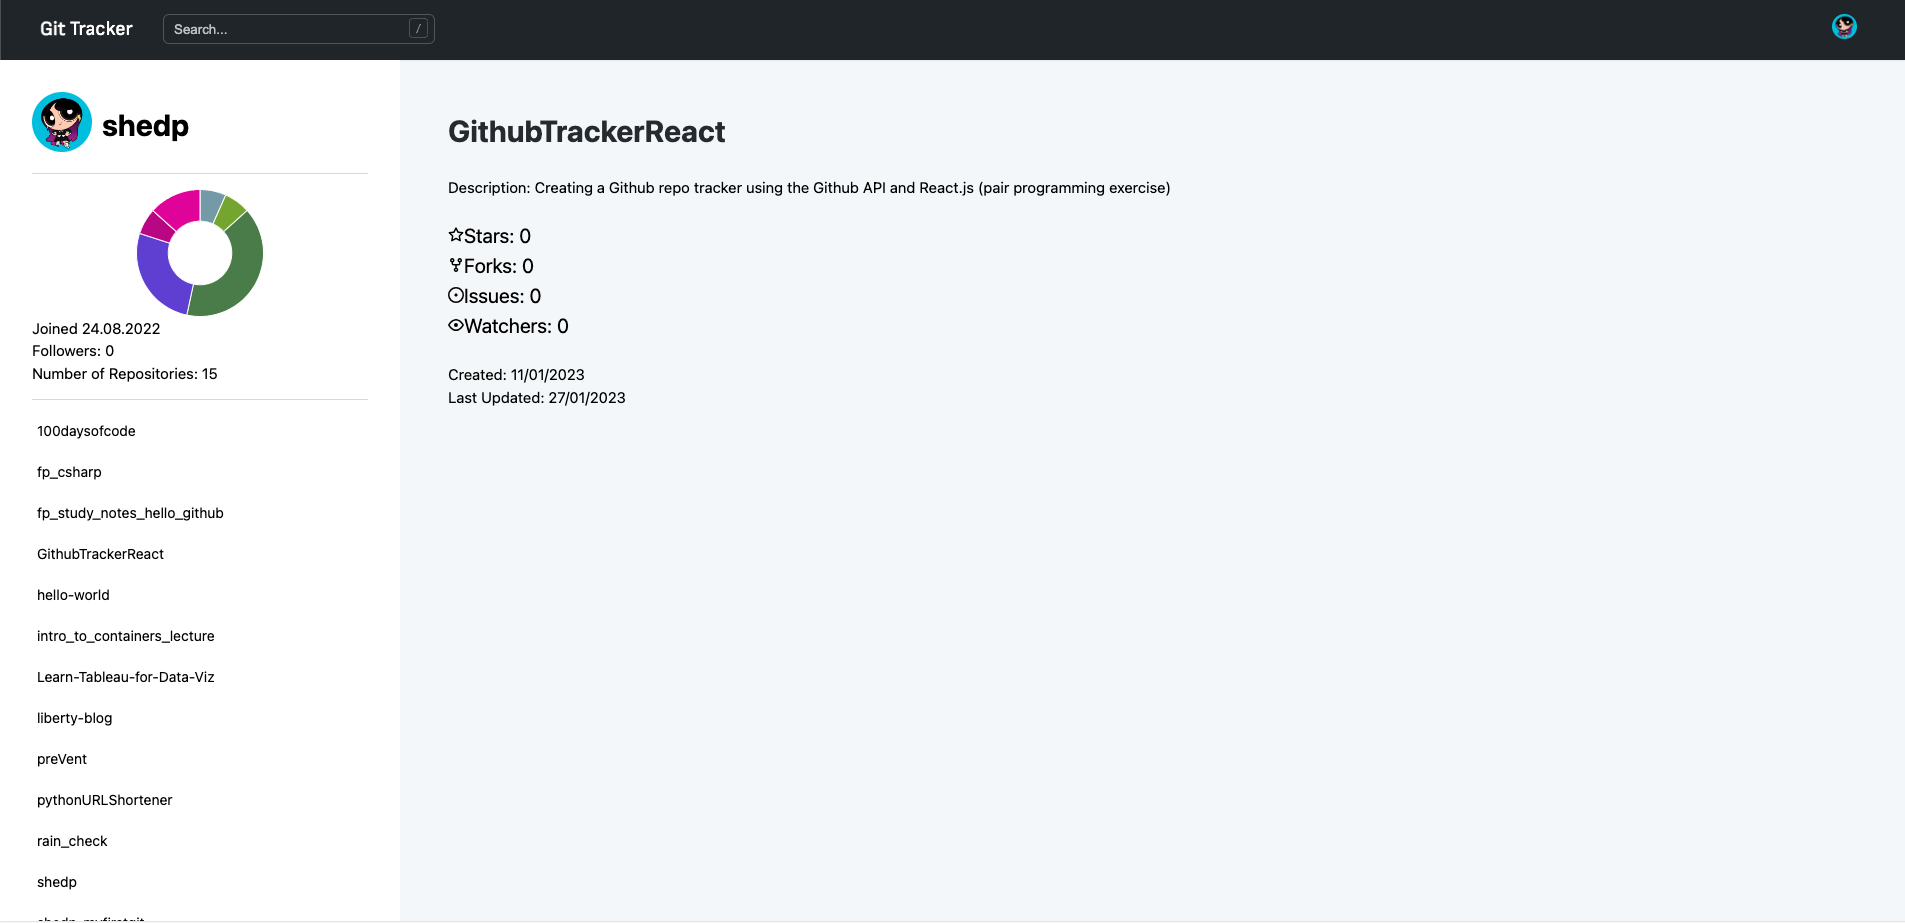 Git Tracker
Search...
/
shedp
Joined 24.08.2022
Followers: 0
Number of Repositories: 15
100daysofcode
fp_csharp
fp_study_notes_hello_github
GithubTrackerReact
hello-world
intro_to_containers_lecture
Learn-Tableau-for-Data-Viz
liberty-blog
preVent
pythonURLShortener
rain_check
shedp
GithubTrackerReact
Description: Creating a Github repo tracker using the Github API and React.js (pair programming exercise)
Stars: 0
Forks: 0
Issues: 0
Watchers: 0
Created: 11/01/2023
Last Updated: 27/01/2023